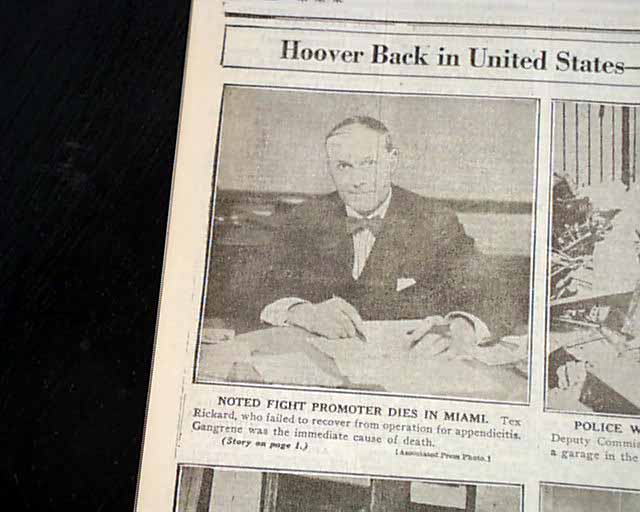 Hoover Back in United States—
NOTED FIGHT PROMOTER DIES IN MIAMI. Tex
Rickard, who failed to recover from operation for appendicitis.
Gangrene was the immediate cause of death.
(Story on page 1.)
[Associated Press Photo.]
POLICE W
Deputy Commis
a garage in the